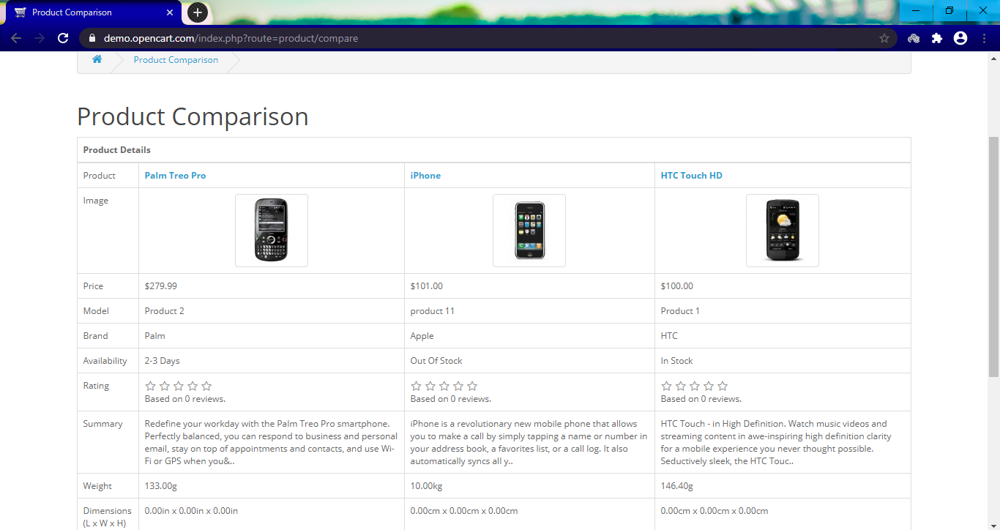 Product Comparison
demo.opencart.com/index.php?route=product/compare
Product Comparison
Product Comparison
Product Details
Product Palm Treo Pro iPhone HTC Touch HD
Image
Price $279.99 $101.00 $100.00
Model Product 2 product 11 Product 1
Brand Palm Apple HTC
Availability 2-3 Days Out Of Stock In Stock
Rating
Based on 0 reviews. Based on 0 reviews. Based on 0 reviews.
Summary
Redefine your workday with the Palm Treo Pro smartphone.
Perfectly balanced, you can respond to business and personal
email, stay on top of appointments and contacts, and use Wi-
Fi or GPS when you&..
iPhone is a revolutionary new mobile phone that allows
you to make a call by simply tapping a name or number in
your address book, a favorites list, or a call log. It also
automatically syncs all y..
HTC Touch - in High Definition. Watch music videos and
streaming content in awe-inspiring high definition clarity
for a mobile experience you never thought possible.
Seductively sleek, the HTC Touc..
Weight 133.00g 10.00kg 146.40g
Dimensions 0.00in x 0.00in x 0.00in 0.00cm x 0.00cm x 0.00cm 0.00cm x 0.00cm x 0.00cm
(L x W x H)